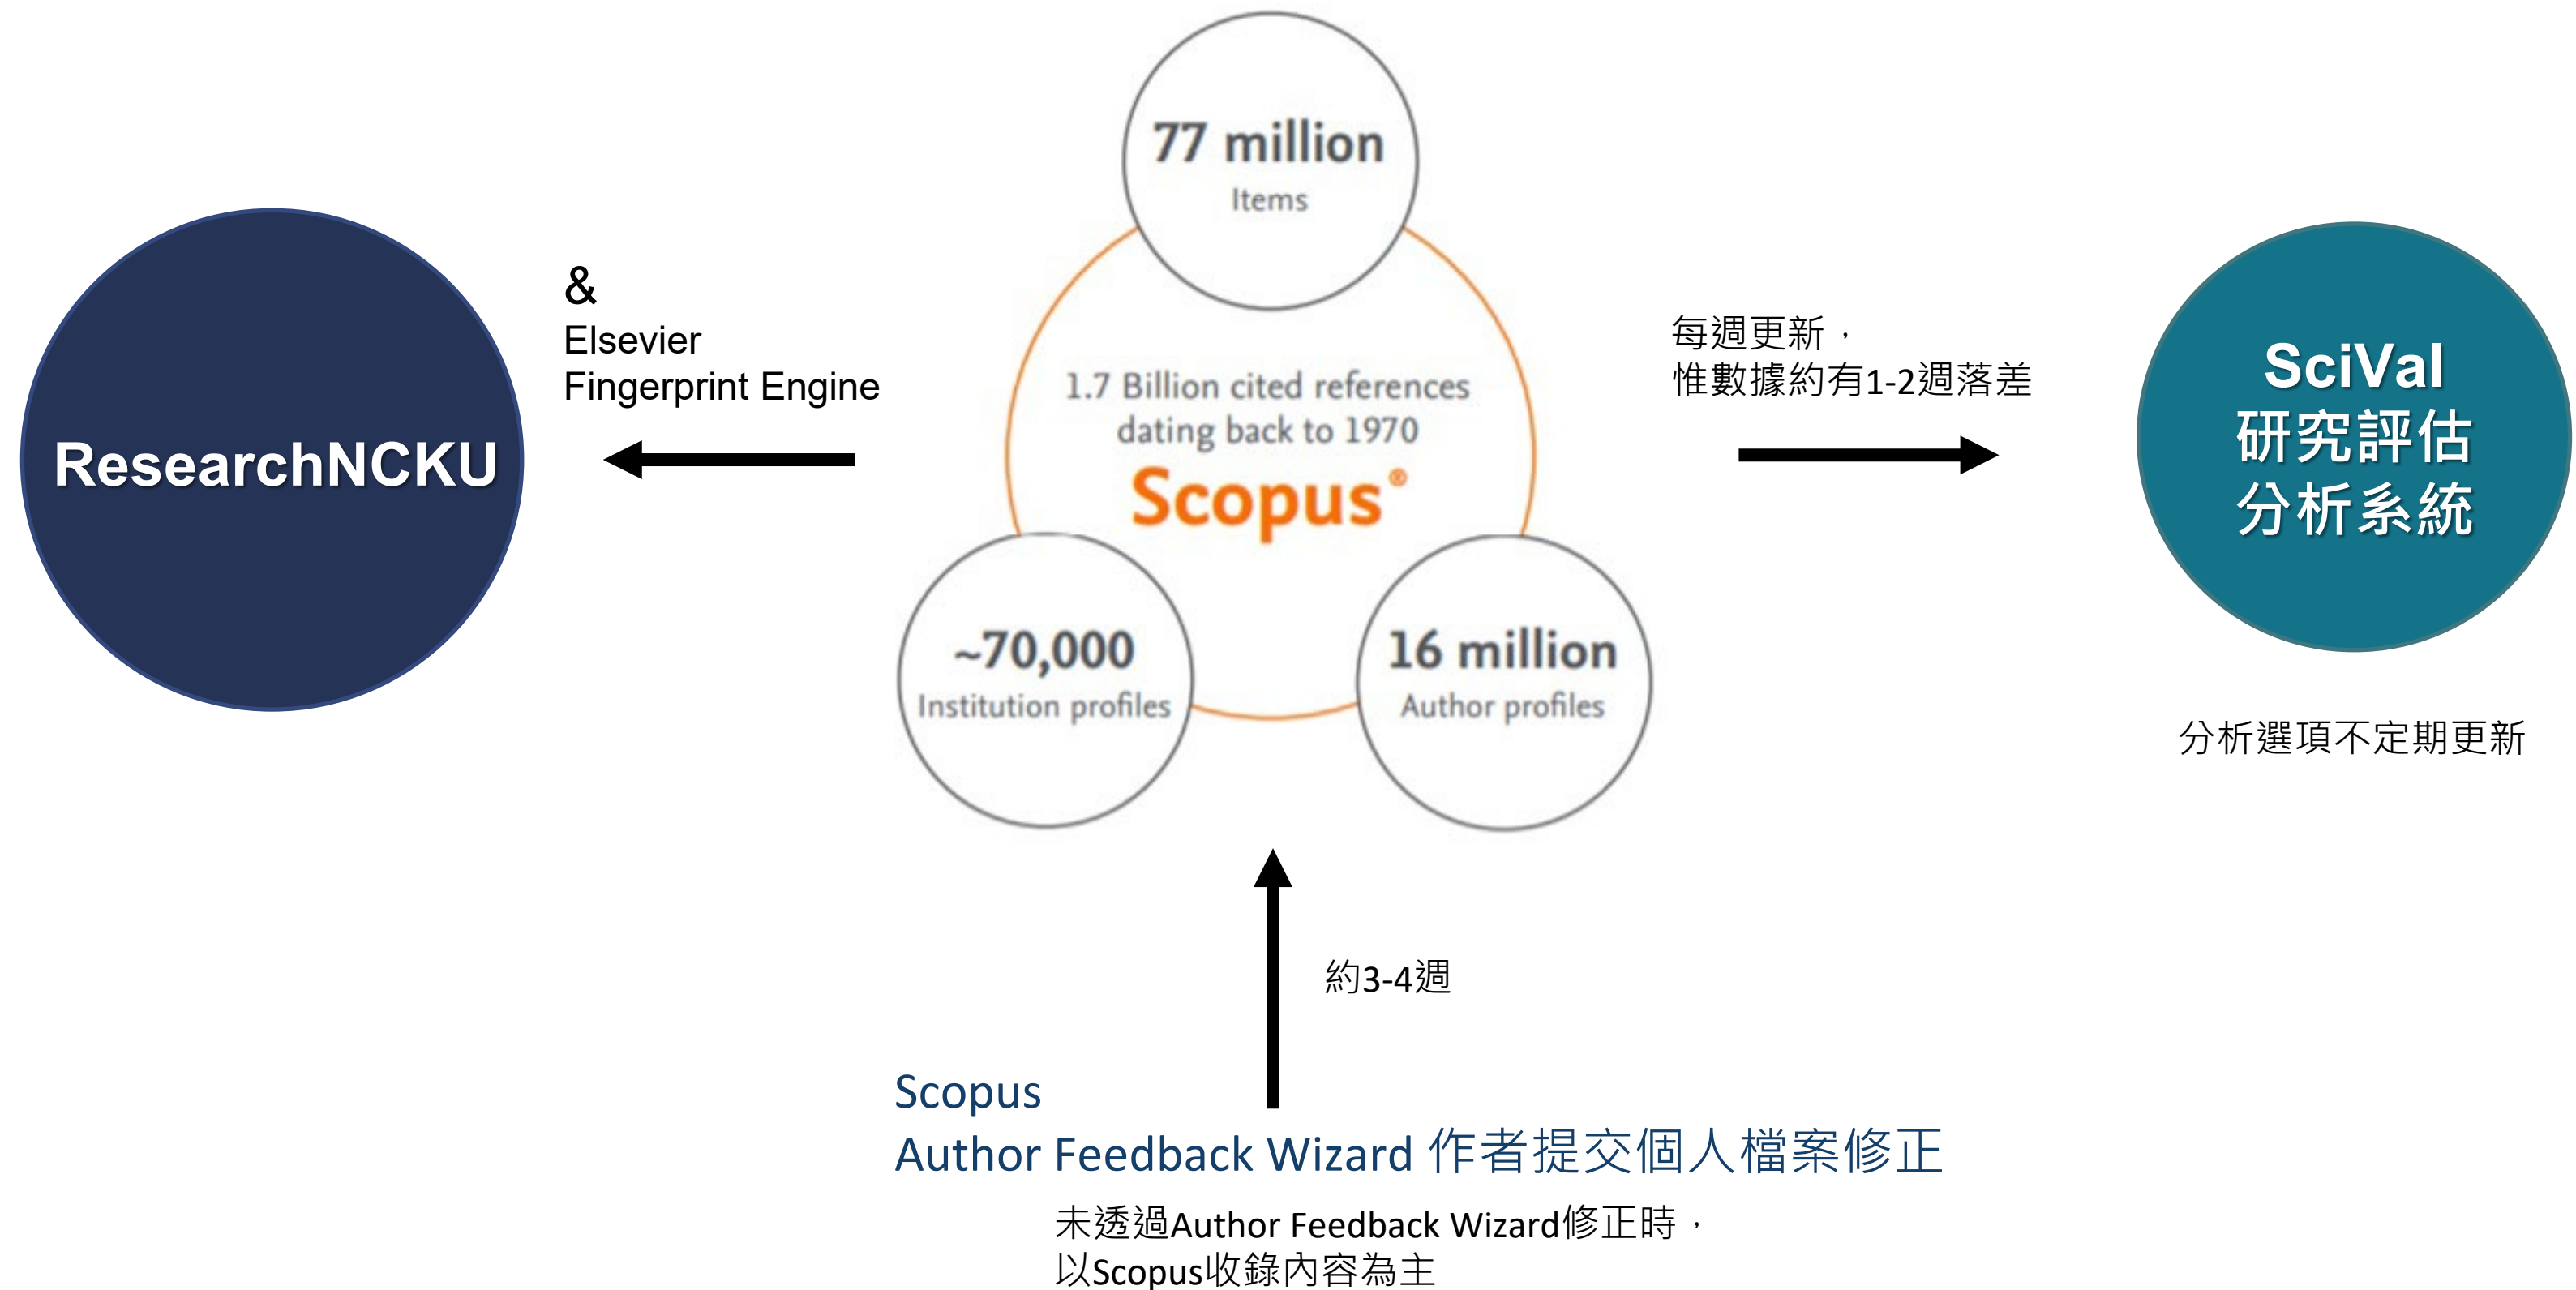 ResearchNCKU
&
Elsevier
Fingerprint Engine
77 million
Items
1.7 Billion cited references
dating back to 1970
Scopus®
~70,000
Institution profiles
16 million
Author profiles
每週更新，
惟數據約有1-2週落差
SciVal
研究評估
分析系統
分析選項不定期更新
約3-4週
Scopus
Author Feedback Wizard 作者提交個人檔案修正
未透過Author Feedback Wizard修正時，
以Scopus收錄內容為主